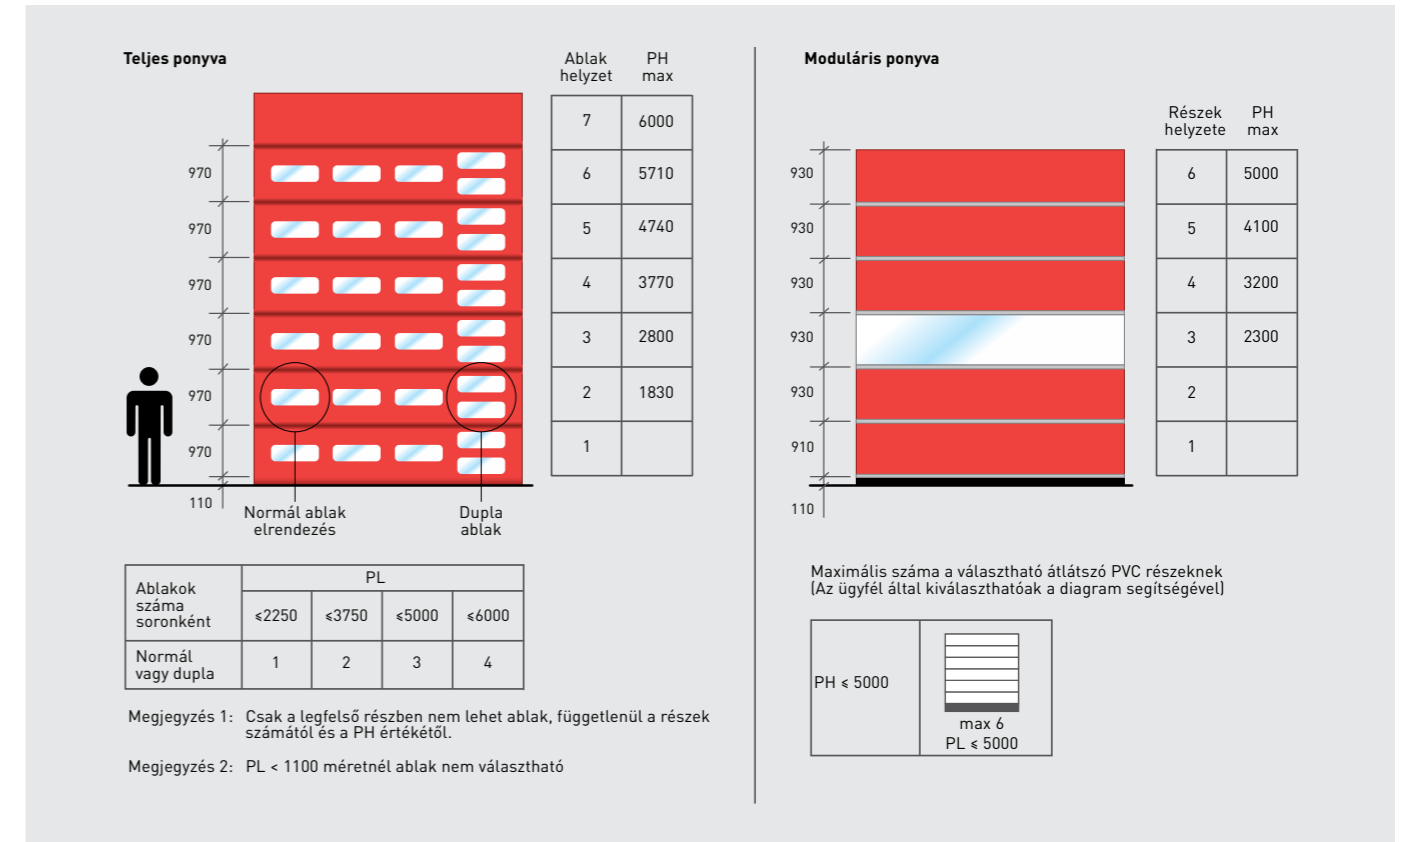 Teljes ponyva
Ablak helyzet
PH max
7 6000
970 6 5710
970 5 4740
970 4 3770
970 3 2800
970 2 1830
970 1
110
Normál ablak
elrendezés
Dupla
ablak
Ablakok
száma
soronként
PL
≤2250 ≤3750 ≤5000 ≤6000
Normál
vagy dupla
1 2 3 4
Megjegyzés 1: Csak a legfelső részben nem lehet ablak, függetlenül a részek
számától és a PH értékétől.
Megjegyzés 2: PL < 1100 méretnél ablak nem választható
Moduláris ponyva
Részek helyzete
PH max
930 6 5000
930 5 4100
930 4 3200
930 3 2300
930 2
910 1
110
Maximális száma a választható átlátszó PVC részeknek
(Az ügyfél által kiválaszthatóak a diagram segítségével)
PH ≤ 5000
max 6
PL ≤ 5000